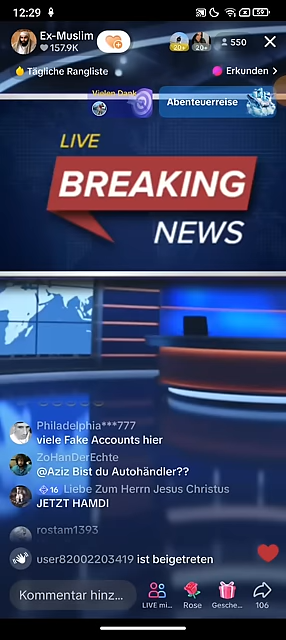 12:29
59
Ex-Muslim
157.9K
20+
20+
550
Tägliche Rangliste
Erkunden >
Vielen Dank
Abenteuerreise
LIVE
BREAKING
NEWS
Philadelphia***777
viele Fake Accounts hier
ZoHanDerEchte
@Aziz Bist du Autohändler??
16 Liebe Zum Herrn Jesus Christus
JETZT HAMDI
rostam1393
user82002203419 ist beigetreten
Kommentar hinz...
LIVE mi...
Rose
Gesche...
106